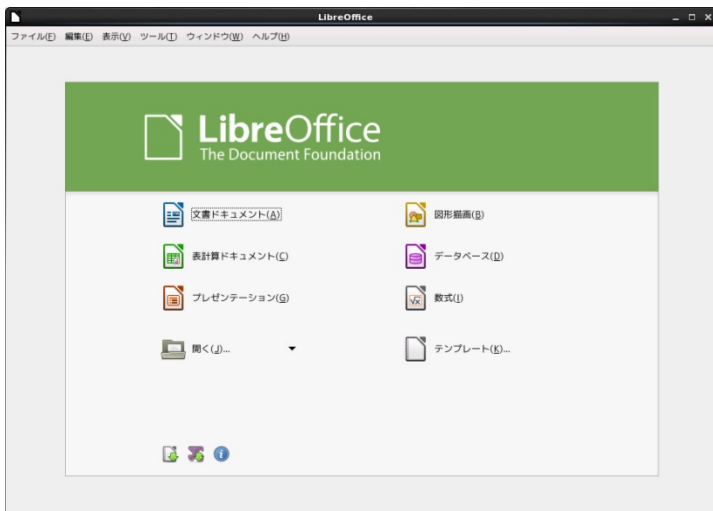 LibreOffice
ファイル(F) 編集(E) 表示(V) ツール(T) ウィンドウ(W) ヘルプ(H)
LibreOffice
The Document Foundation
文書ドキュメント(A)
図形描画(B)
表計算ドキュメント(C)
データベース(D)
プレゼンテーション(G)
数式(I)
開く(J)...
テンプレート(K)...